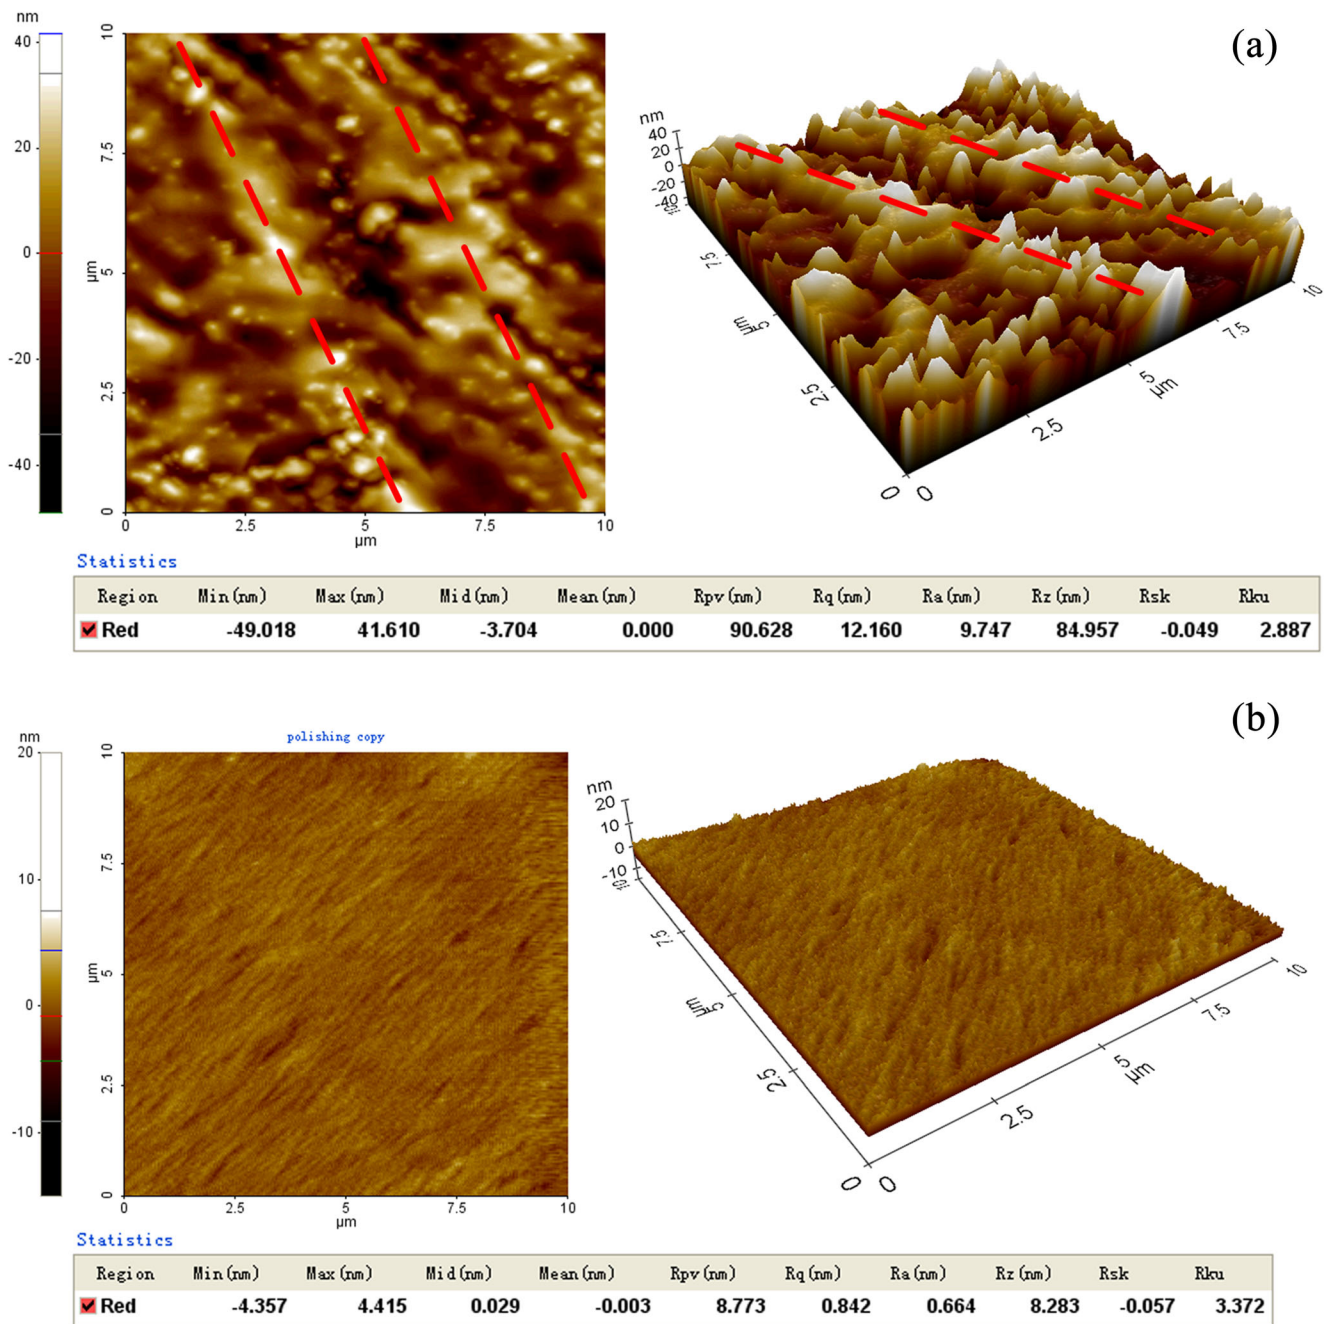 nm
40
20
0
-20
-40
10
7.5
5
2.5
0
μm
0
2.5
5
7.5
10
μm
(a)
nm
40
20
0
-20
-40
10
7.5
5
μm
2.5
0
0
2.5
5
μm
7.5
10
Statistics
Region Min(nm) Max(nm) Mid(nm) Mean(nm) Rpv(nm) Rq(nm) Ra(nm) Rz(nm) Rsk Rku
Red -49.018 41.610 -3.704 0.000 90.628 12.160 9.747 84.957 -0.049 2.887
(b)
nm
20
10
0
-10
polishing copy
10
7.5
5
2.5
0
μm
0
2.5
5
7.5
10
μm
nm
20
10
0
-10
10
7.5
5
μm
2.5
0
0
2.5
5
μm
7.5
10
Statistics
Region Min(nm) Max(nm) Mid(nm) Mean(nm) Rpv(nm) Rq(nm) Ra(nm) Rz(nm) Rsk Rku
Red -4.357 4.415 0.029 -0.003 8.773 0.842 0.664 8.283 -0.057 3.372